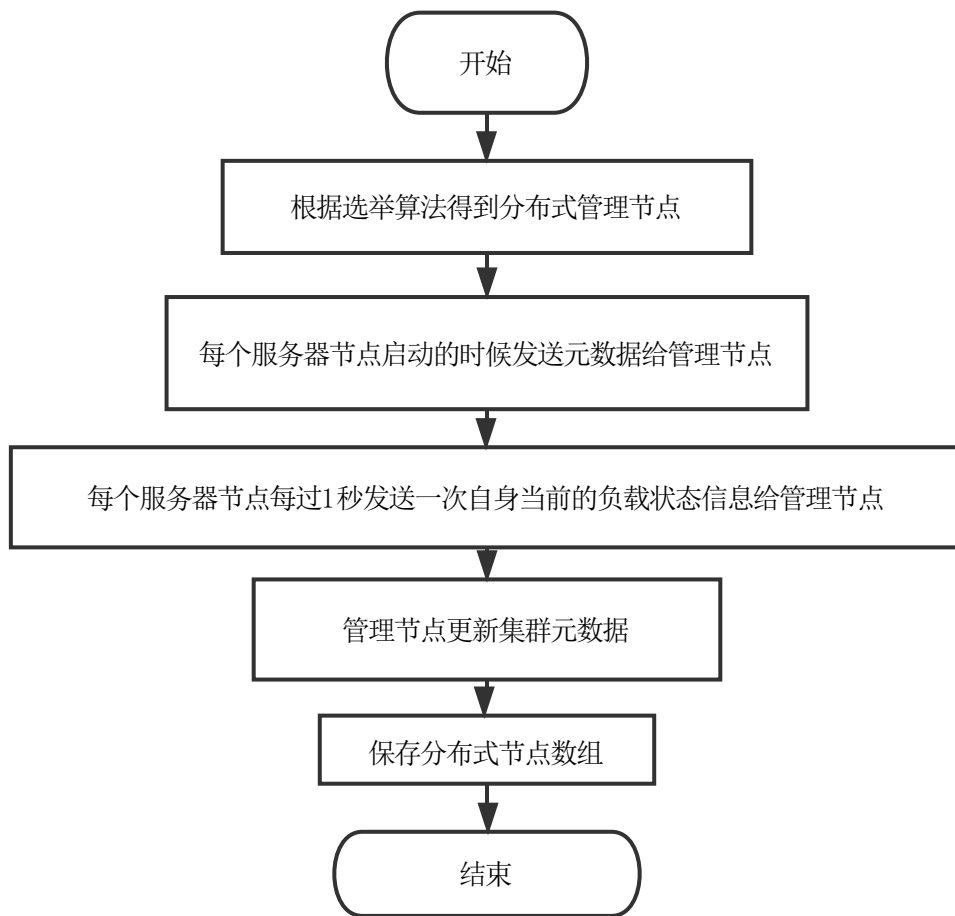 开始
根据选举算法得到分布式管理节点
每个服务器节点启动的时候发送元数据给管理节点
每个服务器节点每过1秒发送一次自身当前的负载状态信息给管理节点
管理节点更新集群元数据
保存分布式节点数组
结束